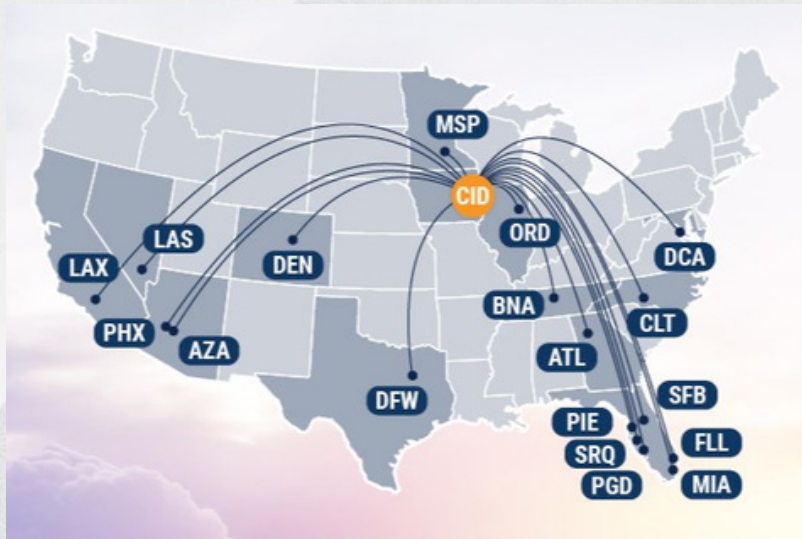 MSP
CID
ORD
LAS
DEN
DCA
LAX
BNA
CLT
PHX
AZA
ATL
DFW
SFB
PIE
FLL
SRQ
PGD
MIA